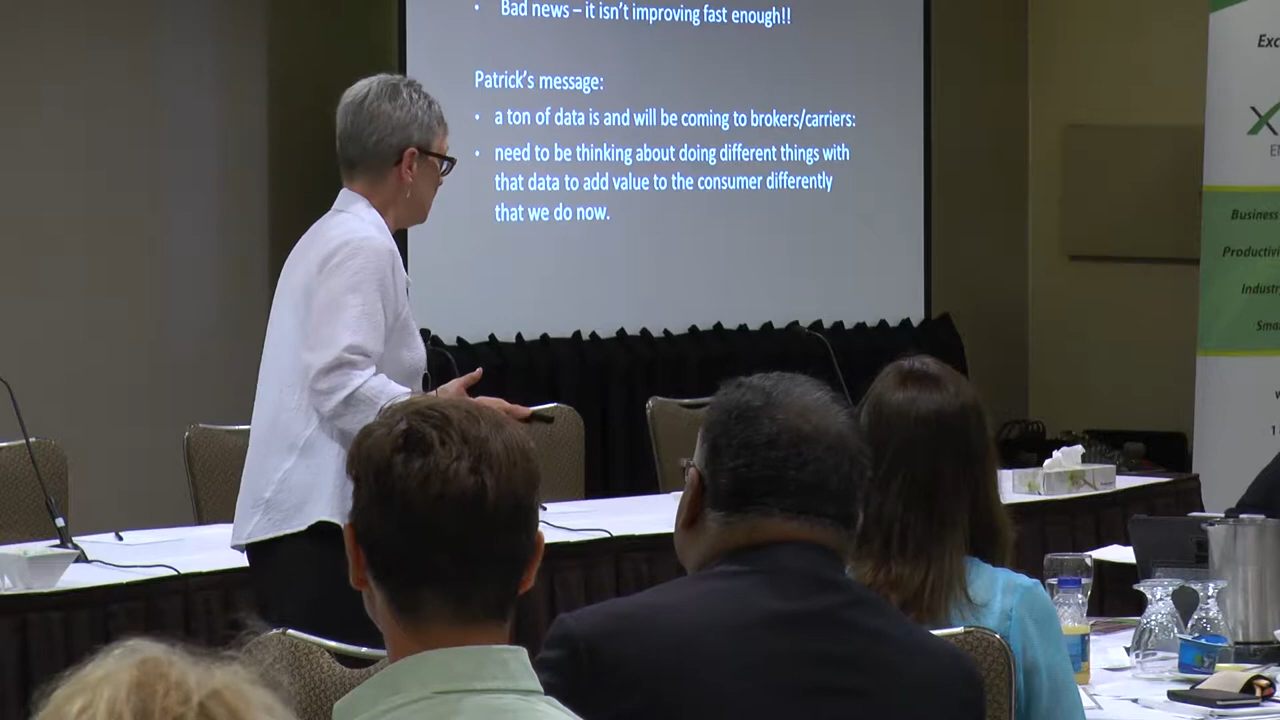 • Bad news – it isn't improving fast enough!!
Patrick's message:
• a ton of data is and will be coming to brokers/carriers:
• need to be thinking about doing different things with
that data to add value to the consumer differently
that we do now.
Business